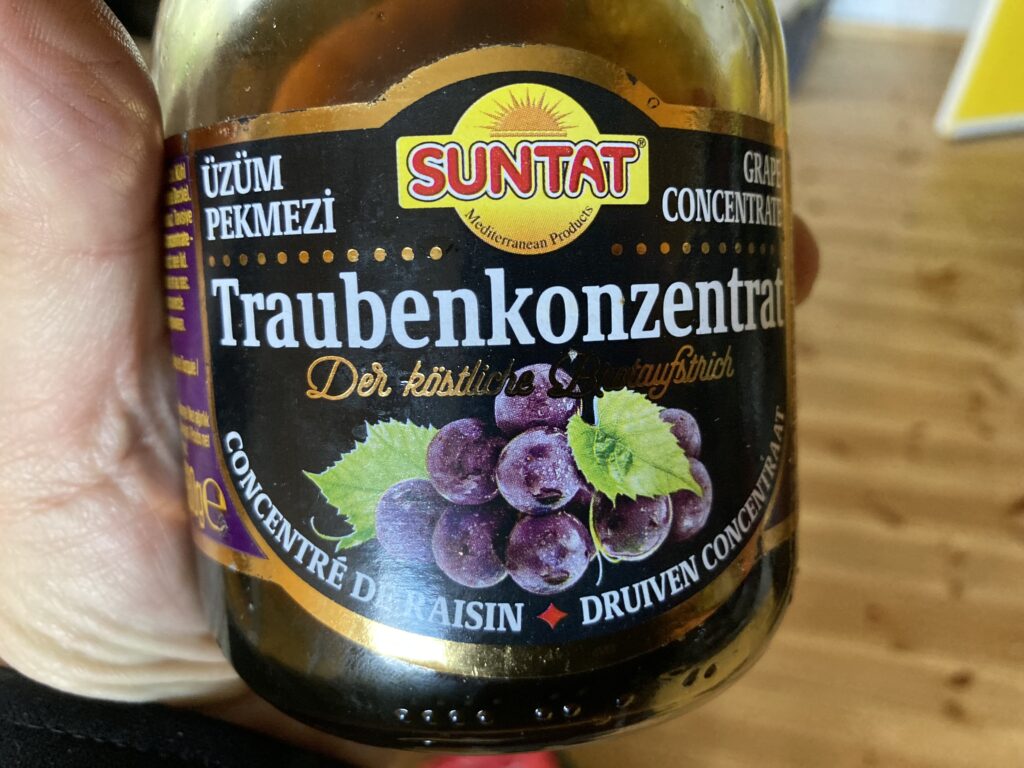 ÜZÜM
PEKMEZİ
SUNTAT®
Mediterranean Products
GRAPE
CONCENTRATE
Traubenkonzentrat
Der köstliche Brotaufstrich
CONCENTRÉ DE RAISIN
DRUIVEN CONCENTRAAT